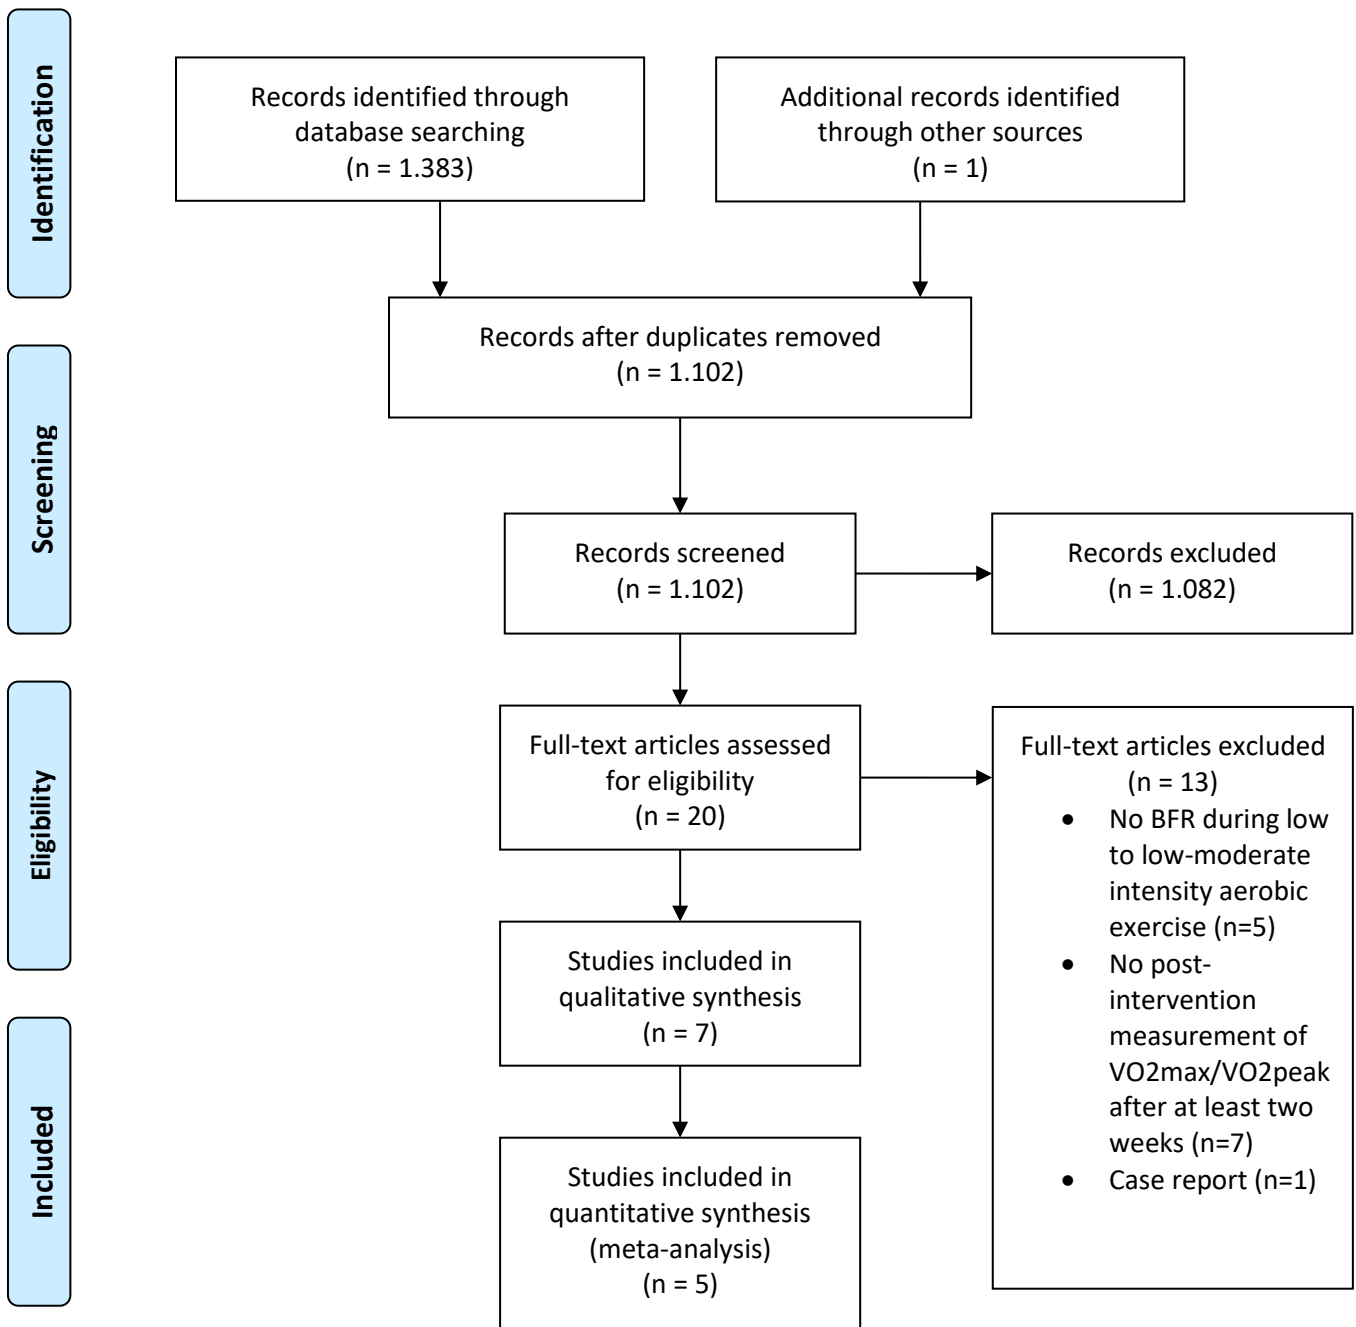 Identification
Records identified through
database searching
(n = 1.383)
Additional records identified
through other sources
(n = 1)
Records after duplicates removed
(n = 1.102)
Screening
Records screened
(n = 1.102)
Records excluded
(n = 1.082)
Eligibility
Full-text articles assessed
for eligibility
(n = 20)
Full-text articles excluded
(n = 13)
• No BFR during low
to low-moderate
intensity aerobic
exercise (n=5)
• No post-
intervention
measurement of
VO2max/VO2peak
after at least two
weeks (n=7)
• Case report (n=1)
Studies included in
qualitative synthesis
(n = 7)
Included
Studies included in
quantitative synthesis
(meta-analysis)
(n = 5)